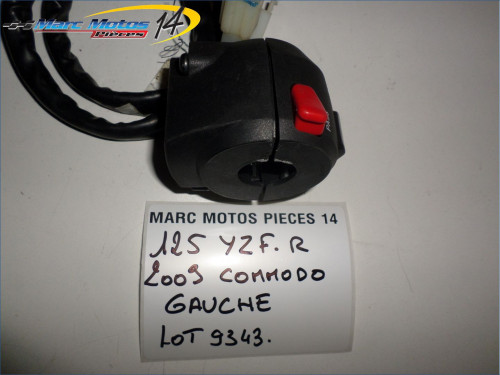 Marc Motos 14
Pieces
MARC MOTOS PIECES 14
125 YZF.R
2009 COMMODO
GAUCHE
LOT 9343.